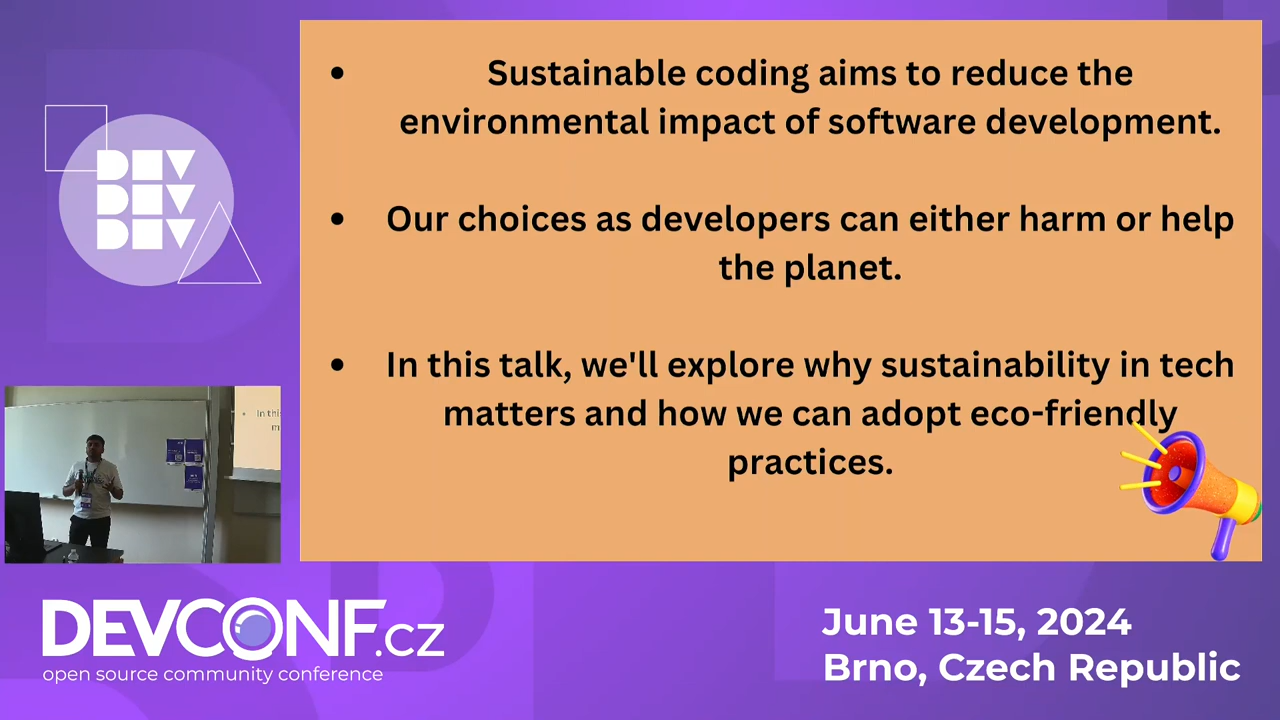 Sustainable coding aims to reduce the
environmental impact of software development.
Our choices as developers can either harm or help
the planet.
In this talk, we'll explore why sustainability in tech
matters and how we can adopt eco-friendly
practices.
DEV
DEV
DEV
In this
m
DEVCONF.cz
open source community conference
June 13-15, 2024
Brno, Czech Republic